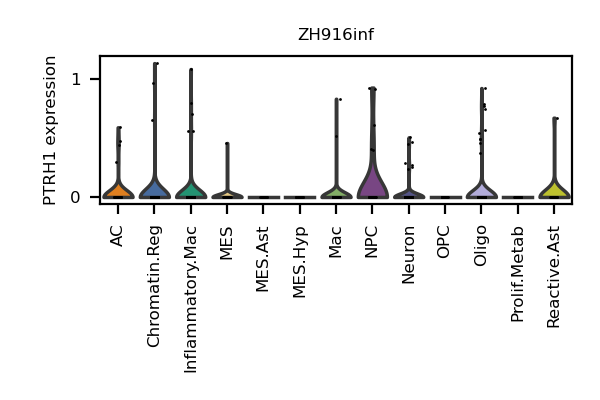 ZH916inf
PTRH1 expression
1
0
AC
Chromatin.Reg
Inflammatory.Mac
MES
MES.Ast
MES.Hyp
Mac
NPC
Neuron
OPC
Oligo
Prolif.Metab
Reactive.Ast